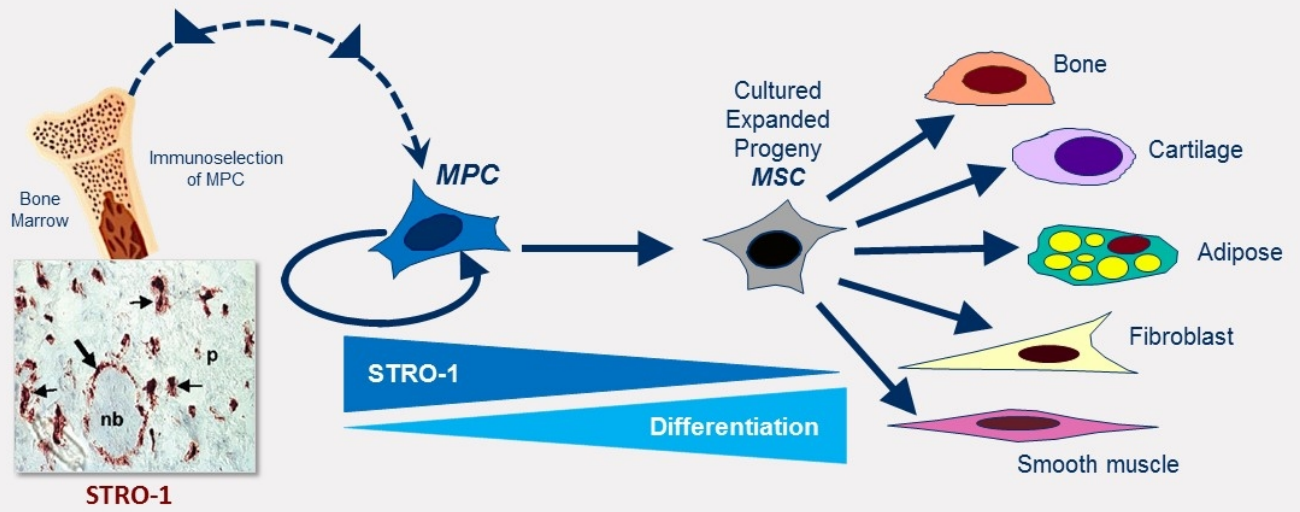 Bone
Marrow
Immunoselection
of MPC
MPC
Cultured
Expanded
Progeny
MSC
Bone
Cartilage
Adipose
Fibroblast
Smooth muscle
STRO-1
Differentiation
p
nb
STRO-1